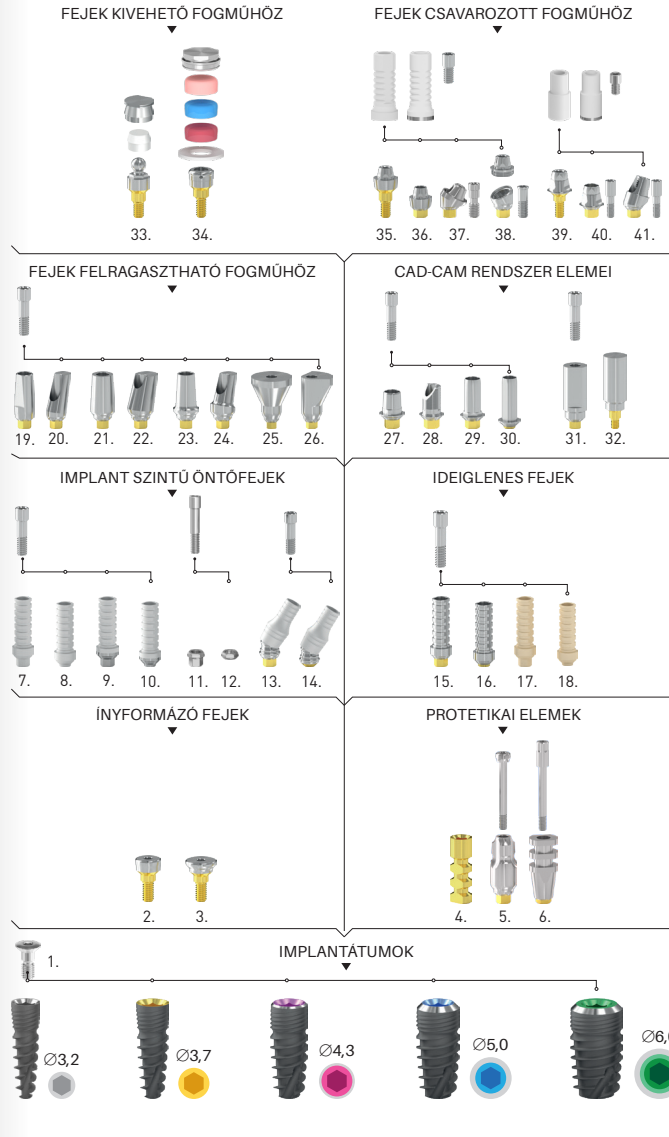 FEJEK KIVEHETŐ FOGMŰHÖZ
33. 34.
FEJEK CSAVAROZOTT FOGMŰHÖZ
35. 36. 37. 38. 39. 40. 41.
FEJEK FELRAGASZTHATÓ FOGMŰHÖZ
19. 20. 21. 22. 23. 24. 25. 26.
CAD-CAM RENDSZER ELEMEI
27. 28. 29. 30. 31. 32.
IMPLANT SZINTŰ ÖNTŐFEJEK
7. 8. 9. 10. 11. 12. 13. 14.
IDEIGLENES FEJEK
15. 16. 17. 18.
ÍNYFORMÁZÓ FEJEK
2. 3.
PROTETIKAI ELEMEK
4. 5. 6.
IMPLANTÁTUMOK
1.
∅3,2 ∅3,7 ∅4,3 ∅5,0 ∅6,0